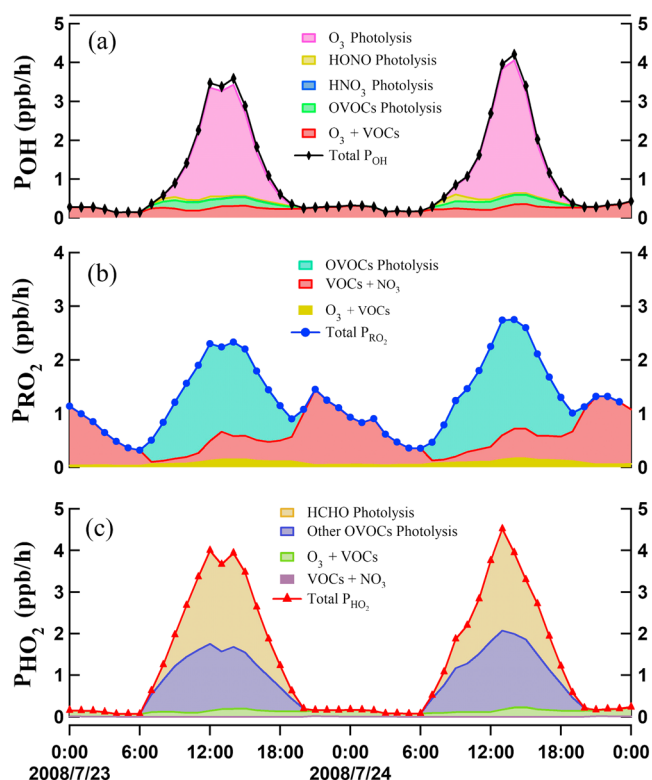 (a)
O3 Photolysis
HONO Photolysis
HNO3 Photolysis
OVOCs Photolysis
O3 + VOCs
Total POH
POH (ppb/h)
5
4
3
2
1
0
5
4
3
2
1
0
(b)
OVOCs Photolysis
VOCs + NO3
O3 + VOCs
Total PRO2
PRO2 (ppb/h)
4
3
2
1
0
4
3
2
1
0
(c)
HCHO Photolysis
Other OVOCs Photolysis
O3 + VOCs
VOCs + NO3
Total PHO2
PHO2 (ppb/h)
5
4
3
2
1
0
5
4
3
2
1
0
0:00 6:00 12:00 18:00 0:00 6:00 12:00 18:00 0:00
2008/7/23 2008/7/24